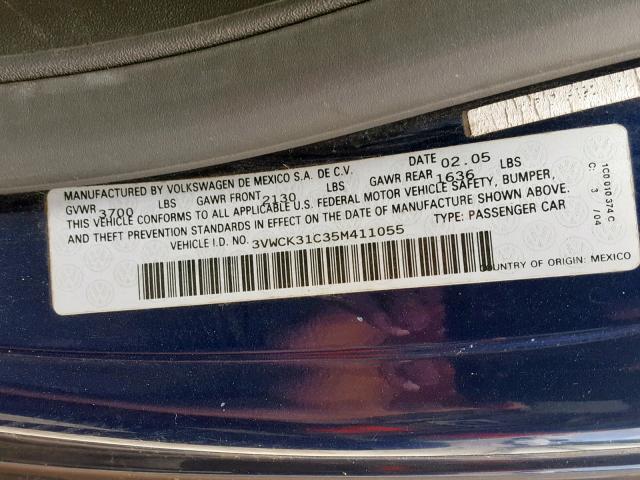 MANUFACTURED BY VOLKSWAGEN DE MEXICO S.A. DE C.V. DATE 02.05
GVWR 3700 LBS GAWR FRONT 2130 LBS GAWR REAR 1636 LBS
THIS VEHICLE CONFORMS TO ALL APPLICABLE U.S. FEDERAL MOTOR VEHICLE SAFETY, BUMPER,
AND THEFT PREVENTION STANDARDS IN EFFECT ON THE DATE OF MANUFACTURE SHOWN ABOVE.
VEHICLE I.D. NO. 3VWCK31C35M411055 TYPE: PASSENGER CAR
COUNTRY OF ORIGIN: MEXICO
1C0 010 374 C
C: 3 /04